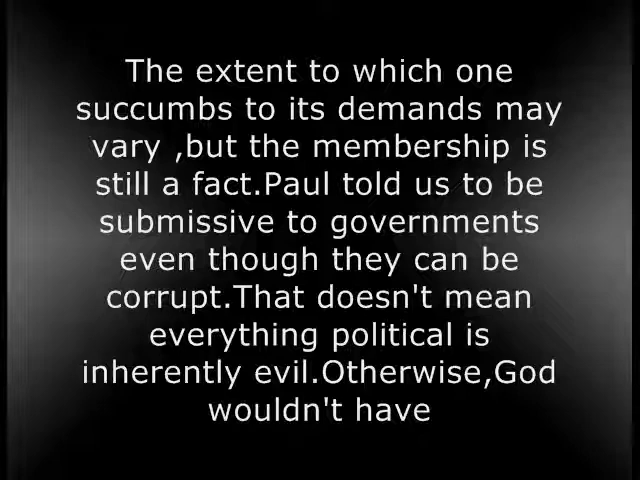 The extent to which one
succumbs to its demands may
vary ,but the membership is
still a fact.Paul told us to be
submissive to governments
even though they can be
corrupt.That doesn't mean
everything political is
inherently evil.Otherwise,God
wouldn't have